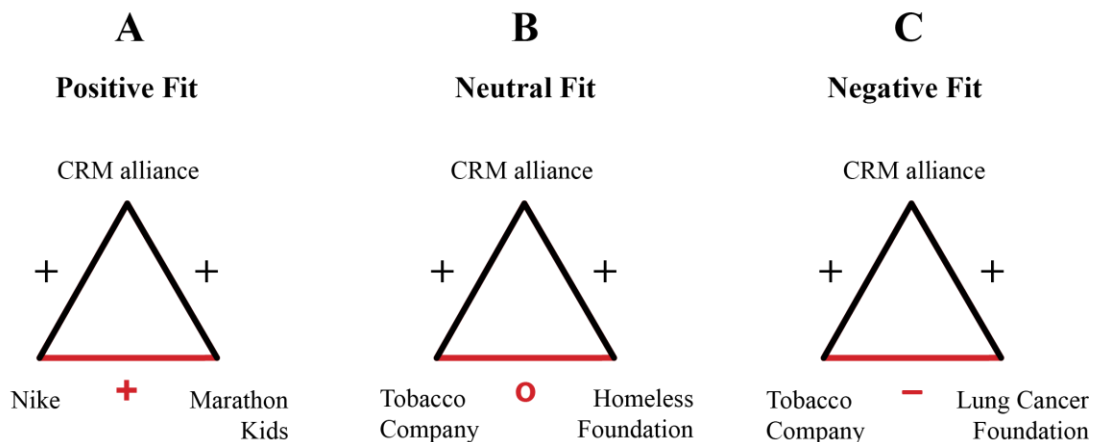 A
Positive Fit
CRM alliance
+ +
Nike + Marathon
Kids
B
Neutral Fit
CRM alliance
+ +
Tobacco o Homeless
Company Foundation
C
Negative Fit
CRM alliance
+ +
Tobacco − Lung Cancer
Company Foundation